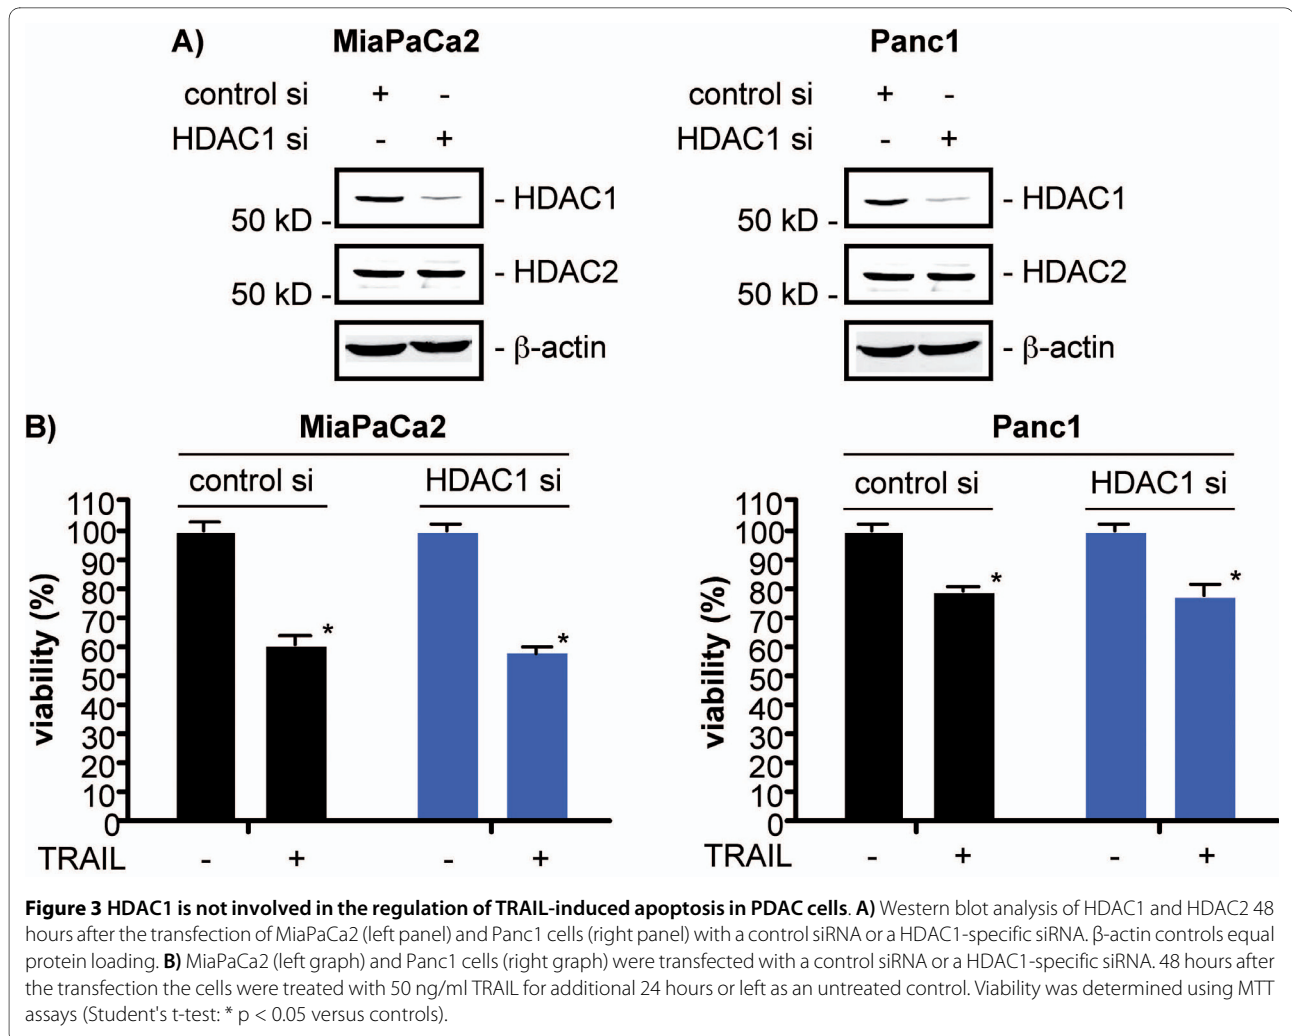 A) MiaPaCa2 Panc1
control si + - control si + -
HDAC1 si - + HDAC1 si - +
- HDAC1 - HDAC1
50 kD - 50 kD -
- HDAC2 - HDAC2
50 kD - 50 kD -
- β-actin - β-actin
B) MiaPaCa2
control si HDAC1 si
110
100
90
80
70
60
50
40
30
20
10
0
viability (%)
* *
TRAIL - + - +
Panc1
control si HDAC1 si
110
100
90
80
70
60
50
40
30
20
10
0
viability (%)
* *
TRAIL - + - +
Figure 3 HDAC1 is not involved in the regulation of TRAIL-induced apoptosis in PDAC cells. A) Western blot analysis of HDAC1 and HDAC2 48
hours after the transfection of MiaPaCa2 (left panel) and Panc1 cells (right panel) with a control siRNA or a HDAC1-specific siRNA. β-actin controls equal
protein loading. B) MiaPaCa2 (left graph) and Panc1 cells (right graph) were transfected with a control siRNA or a HDAC1-specific siRNA. 48 hours after
the transfection the cells were treated with 50 ng/ml TRAIL for additional 24 hours or left as an untreated control. Viability was determined using MTT
assays (Student's t-test: * p < 0.05 versus controls).